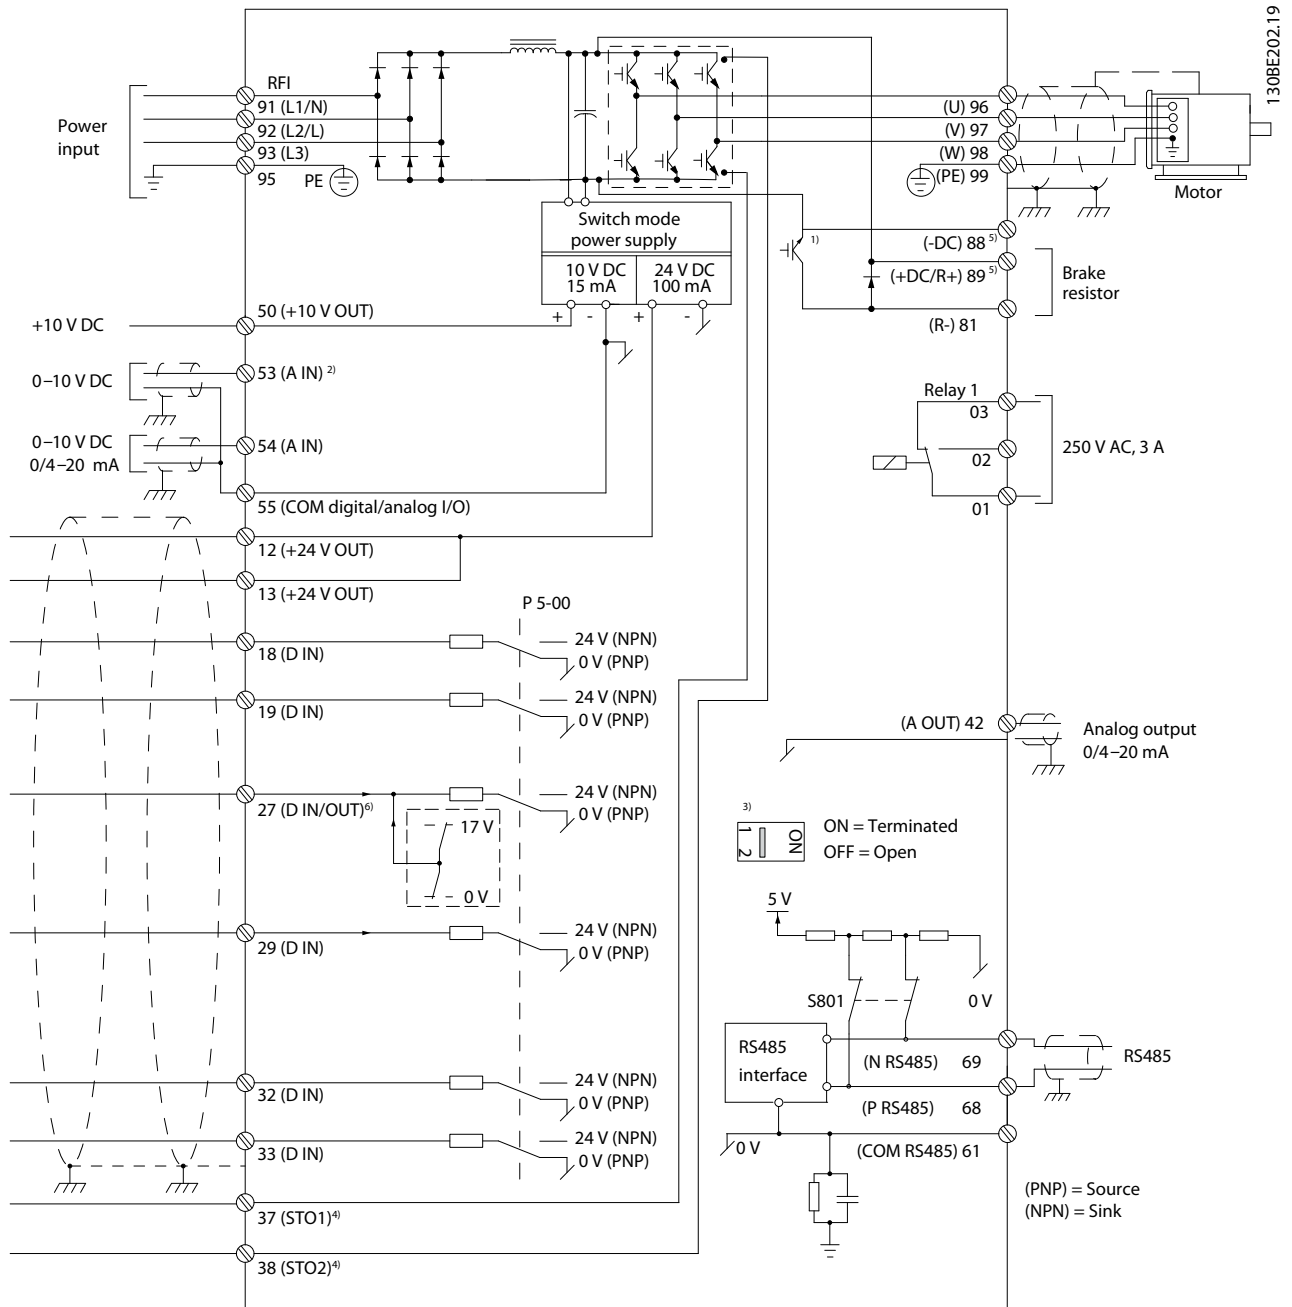 130BE202.19
Power
input
RFI
91 (L1/N)
92 (L2/L)
93 (L3)
95
PE
(U) 96
(V) 97
(W) 98
(PE) 99
Motor
Switch mode
power supply
10 V DC
15 mA
24 V DC
100 mA
+ - + -
1)
(-DC) 88 5)
(+DC/R+) 89 5)
(R-) 81
Brake
resistor
+10 V DC
50 (+10 V OUT)
0–10 V DC
53 (A IN) 2)
0–10 V DC
0/4–20 mA
54 (A IN)
55 (COM digital/analog I/O)
12 (+24 V OUT)
13 (+24 V OUT)
Relay 1
03
02
01
250 V AC, 3 A
P 5-00
18 (D IN)
24 V (NPN)
0 V (PNP)
19 (D IN)
24 V (NPN)
0 V (PNP)
27 (D IN/OUT)6)
24 V (NPN)
0 V (PNP)
17 V
0 V
29 (D IN)
24 V (NPN)
0 V (PNP)
32 (D IN)
24 V (NPN)
0 V (PNP)
33 (D IN)
24 V (NPN)
0 V (PNP)
37 (STO1)4)
38 (STO2)4)
(A OUT) 42
Analog output
0/4–20 mA
3)
1 2
ON
ON = Terminated
OFF = Open
5 V
S801
0 V
RS485
interface
(N RS485) 69
(P RS485) 68
RS485
0 V
(COM RS485) 61
(PNP) = Source
(NPN) = Sink